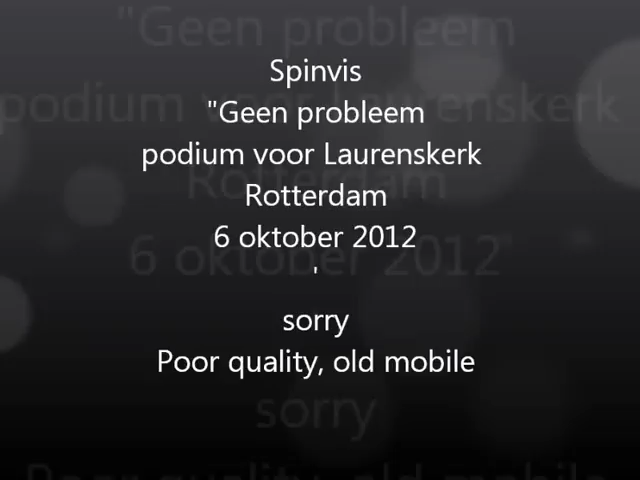 Spinvis
"Geen probleem
podium voor Laurenskerk
Rotterdam
6 oktober 2012
'
sorry
Poor quality, old mobile